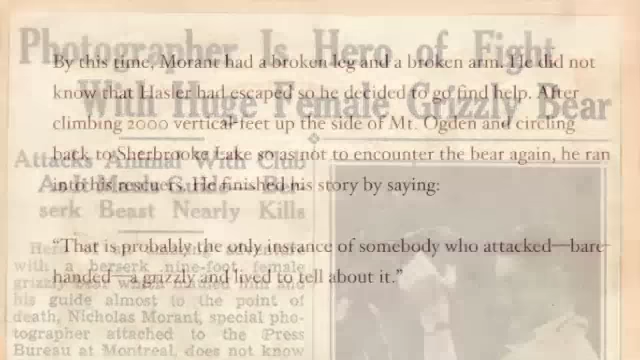 Photographer Is Hero of Fight
With Huge Female Grizzly Bear
By this time, Morant had a broken leg and a broken arm. He did not
know that Hasler had escaped so he decided to go find help. After
climbing 2000 vertical feet up the side of Mt. Ogden and circling
back to Sherbrooke Lake so as not to encounter the bear again, he ran
into his rescuers. He finished his story by saying:
“That is probably the only instance of somebody who attacked—bare
handed—a grizzly and lived to tell about it.”
Attacks Animal With Club
serk Beast Nearly Kills
with a berserk nine-foot female
his guide almost to the point of
death, Nicholas Morant, special pho-
tographer attached to the Press
Bureau at Montreal, does not know